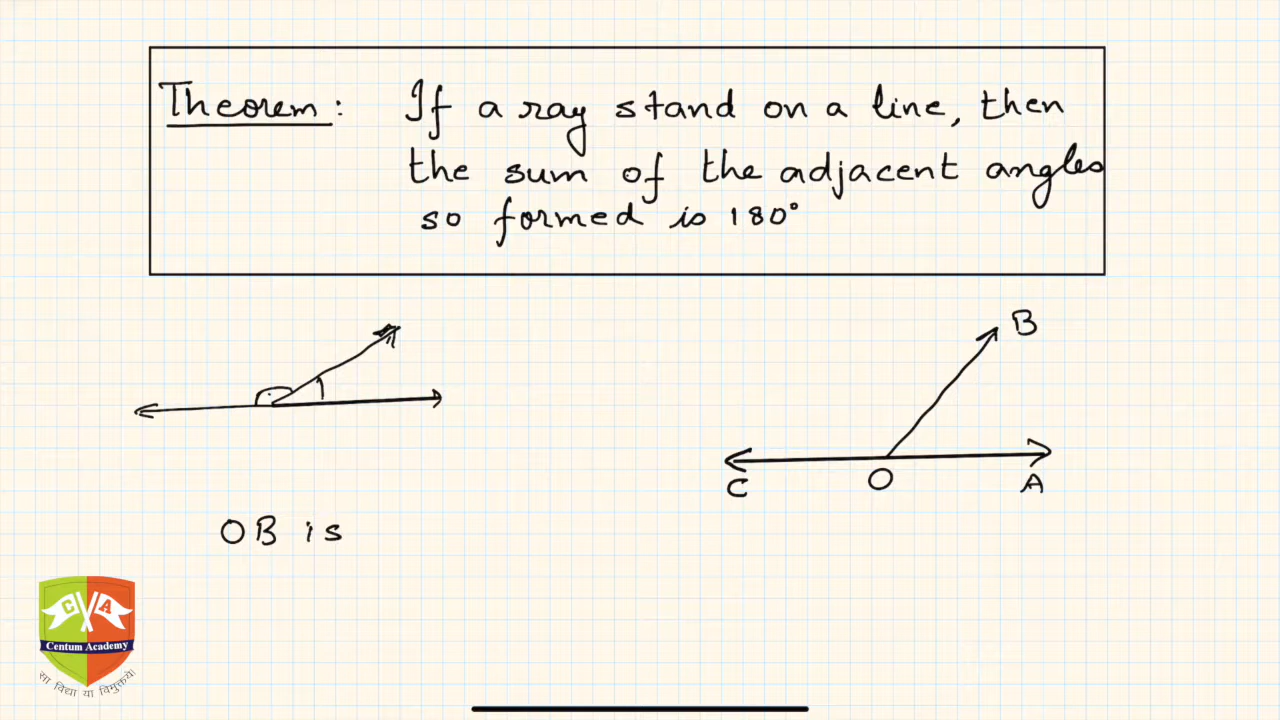 Theorem: If a ray stand on a line, then
the sum of the adjacent angles
so formed is 180°
B
C O A
OB is
C A
Centum Academy
सा विद्या या विमुक्तये।